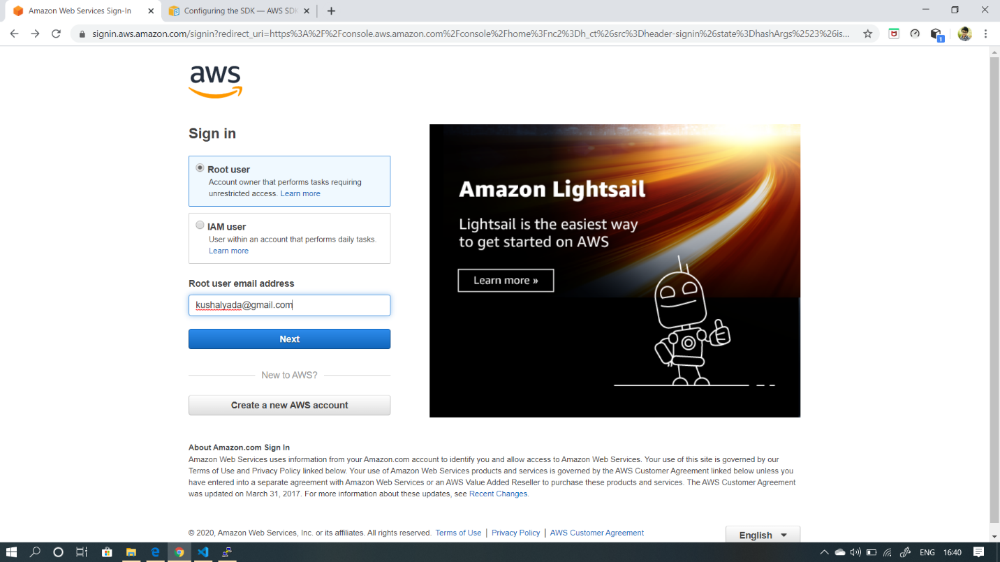 Amazon Web Services Sign-In
Configuring the SDK — AWS SDK
signin.aws.amazon.com/signin?redirect_uri=https%3A%2F%2Fconsole.aws.amazon.com%2Fconsole%2Fhome%3Fnc2%3Dh_ct%26src%3Dheader-signin%26state%3DhashArgs%2523%26is...
1
aws
Sign in
Root user
Account owner that performs tasks requiring
unrestricted access. Learn more
IAM user
User within an account that performs daily tasks.
Learn more
Root user email address
kushalyada@gmail.com
Next
New to AWS?
Create a new AWS account
Amazon Lightsail
Lightsail is the easiest way
to get started on AWS
Learn more »
About Amazon.com Sign In
Amazon Web Services uses information from your Amazon.com account to identify you and allow access to Amazon Web Services. Your use of this site is governed by our
Terms of Use and Privacy Policy linked below. Your use of Amazon Web Services products and services is governed by the AWS Customer Agreement linked below unless you
have entered into a separate agreement with Amazon Web Services or an AWS Value Added Reseller to purchase these products and services. The AWS Customer Agreement
was updated on March 31, 2017. For more information about these updates, see Recent Changes.
© 2020, Amazon Web Services, Inc. or its affiliates. All rights reserved. Terms of Use | Privacy Policy | AWS Customer Agreement
English
ENG 16:40